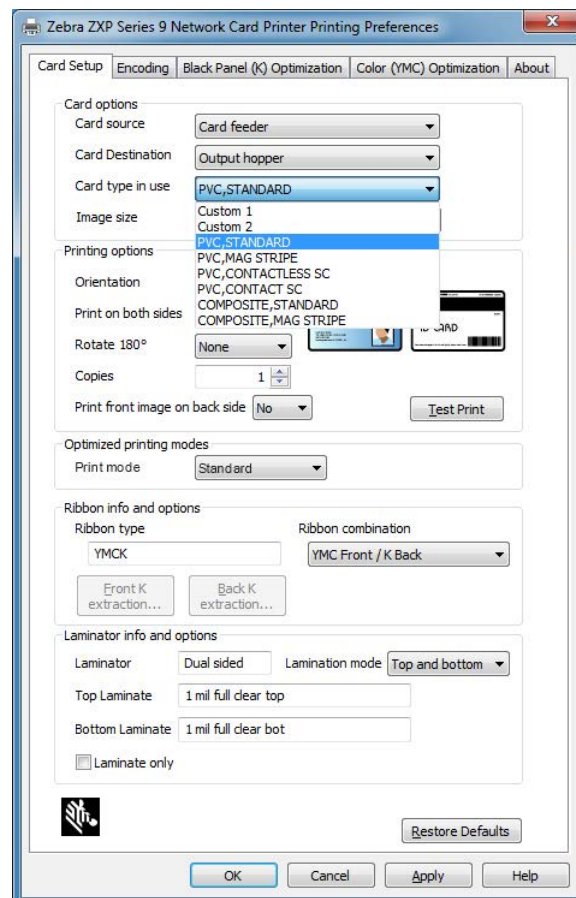 Zebra ZXP Series 9 Network Card Printer Printing Preferences
Card Setup Encoding Black Panel (K) Optimization Color (YMC) Optimization About
Card options
Card source Card feeder
Card Destination Output hopper
Card type in use PVC,STANDARD
Image size
Custom 1
Custom 2
PVC,STANDARD
PVC,MAG STRIPE
PVC,CONTACTLESS SC
PVC,CONTACT SC
COMPOSITE,STANDARD
COMPOSITE,MAG STRIPE
Printing options
Orientation
Print on both sides
ID CARD
Rotate 180° None
Copies 1
Print front image on back side No Test Print
Optimized printing modes
Print mode Standard
Ribbon info and options
Ribbon type Ribbon combination
YMCK YMC Front / K Back
Front K extraction... Back K extraction...
Laminator info and options
Laminator Dual sided Lamination mode Top and bottom
Top Laminate 1 mil full clear top
Bottom Laminate 1 mil full clear bot
Laminate only
Restore Defaults
OK Cancel Apply Help